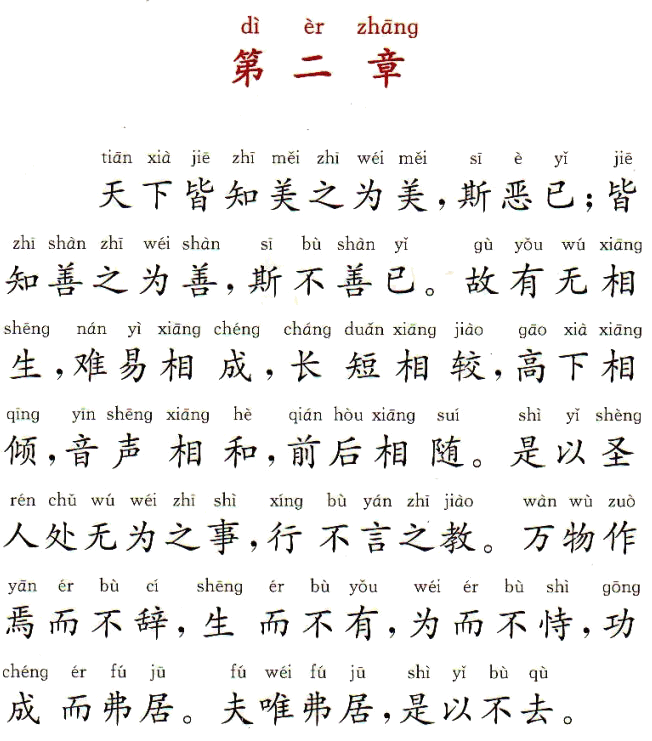 dì èr zhāng
第二章
tiān xià jiē zhī měi zhī wéi měi sī è yǐ jiē
天下皆知美之为美，斯恶已；皆
zhī shàn zhī wéi shàn sī bù shàn yǐ gù yǒu wú xiāng
知善之为善，斯不善已。故有无相
shēng nán yì xiāng chéng cháng duǎn xiāng jiào gāo xià xiāng
生，难易相成，长短相较，高下相
qīng yīn shēng xiāng hè qián hòu xiāng suí shì yǐ shèng
倾，音声相和，前后相随。是以圣
rén chǔ wú wéi zhī shì xíng bù yán zhī jiào wàn wù zuò
人处无为之事，行不言之教。万物作
yān ér bù cí shēng ér bù yǒu wéi ér bù shì gōng
焉而不辞，生而不有，为而不恃，功
chéng ér fú jū fú wéi fú jū shì yǐ bù qù
成而弗居。夫唯弗居，是以不去。